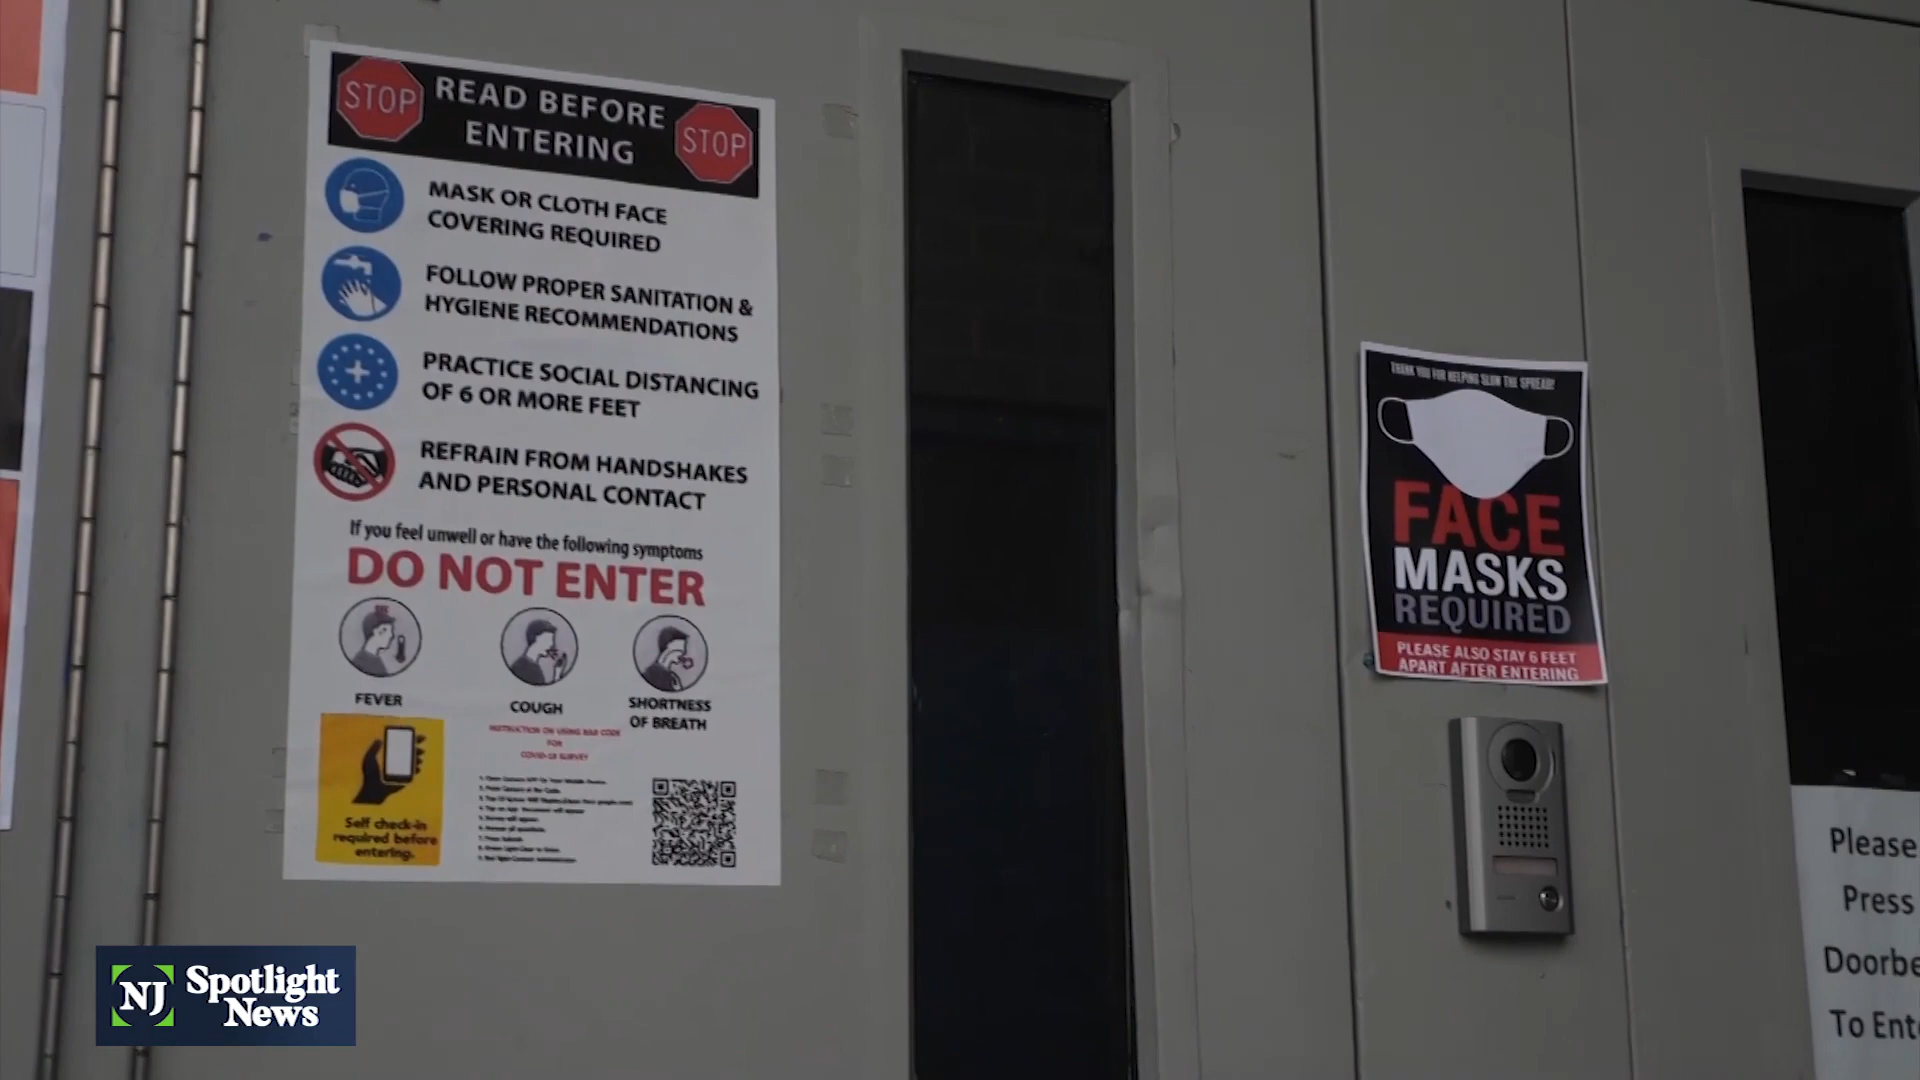 STOP
READ BEFORE
ENTERING
STOP
MASK OR CLOTH FACE
COVERING REQUIRED
FOLLOW PROPER SANITATION &
HYGIENE RECOMMENDATIONS
PRACTICE SOCIAL DISTANCING
OF 6 OR MORE FEET
REFRAIN FROM HANDSHAKES
AND PERSONAL CONTACT
If you feel unwell or have the following symptoms
DO NOT ENTER
FEVER
COUGH
SHORTNESS
OF BREATH
Self check-in
required before
entering.
INSTRUCTION ON USING BAR CODE
FOR
COVID-19 SURVEY
THANK YOU FOR HELPING SLOW THE SPREAD!
FACE
MASKS
REQUIRED
PLEASE ALSO STAY 6 FEET
APART AFTER ENTERING
Please
Press
Doorbe
To Ent
NJ Spotlight
News